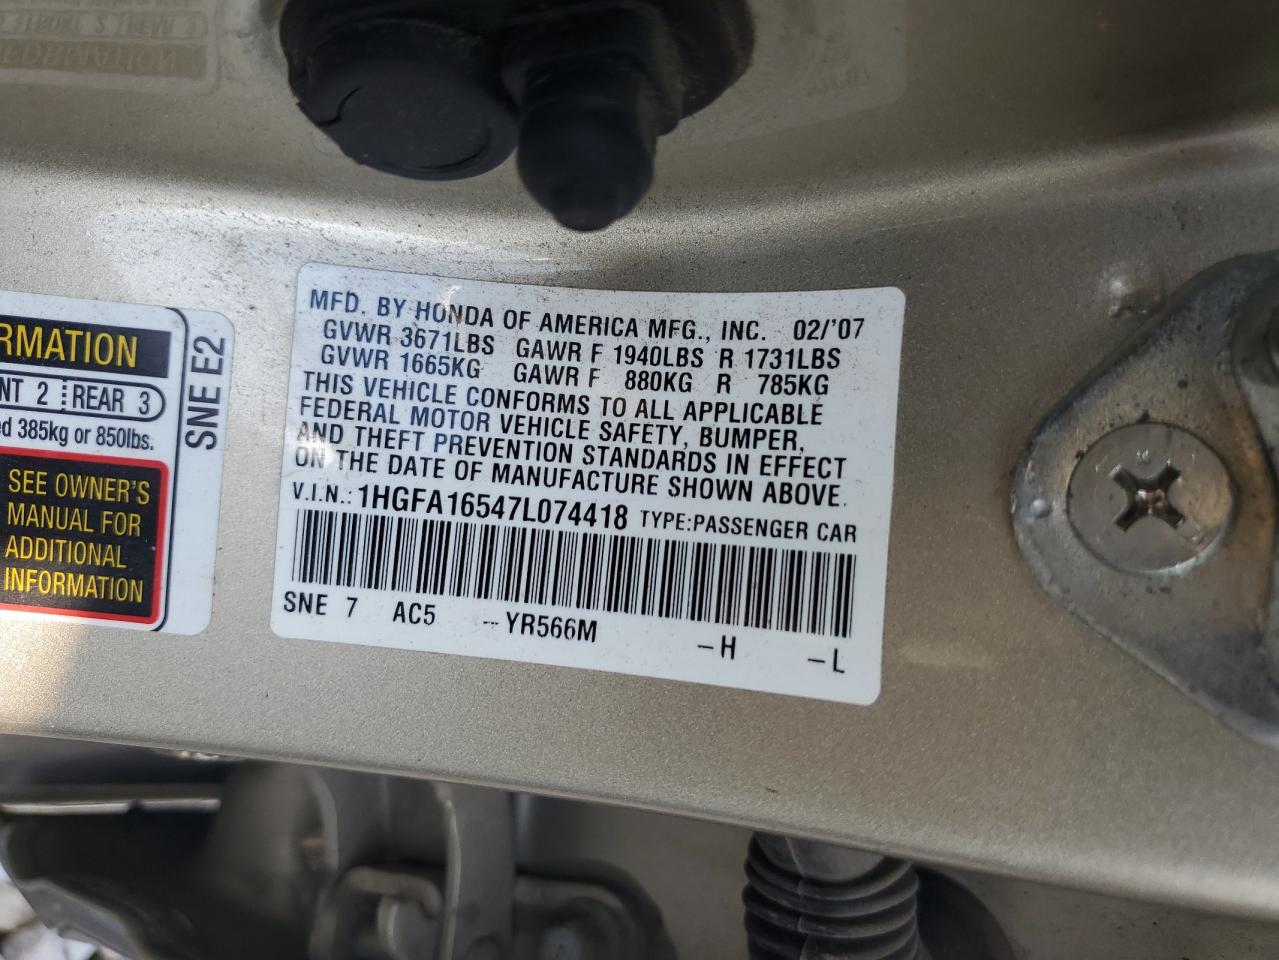 RMATION
NT 2 REAR 3
ed 385kg or 850lbs.
SEE OWNER'S
MANUAL FOR
ADDITIONAL
INFORMATION
SNE E2
MFD. BY HONDA OF AMERICA MFG., INC. 02/'07
GVWR 3671LBS GAWR F 1940LBS R 1731LBS
GVWR 1665KG GAWR F 880KG R 785KG
THIS VEHICLE CONFORMS TO ALL APPLICABLE
FEDERAL MOTOR VEHICLE SAFETY, BUMPER,
AND THEFT PREVENTION STANDARDS IN EFFECT
ON THE DATE OF MANUFACTURE SHOWN ABOVE.
V.I.N.: 1HGFA16547L074418 TYPE:PASSENGER CAR
SNE 7 AC5 --YR566M -H -L